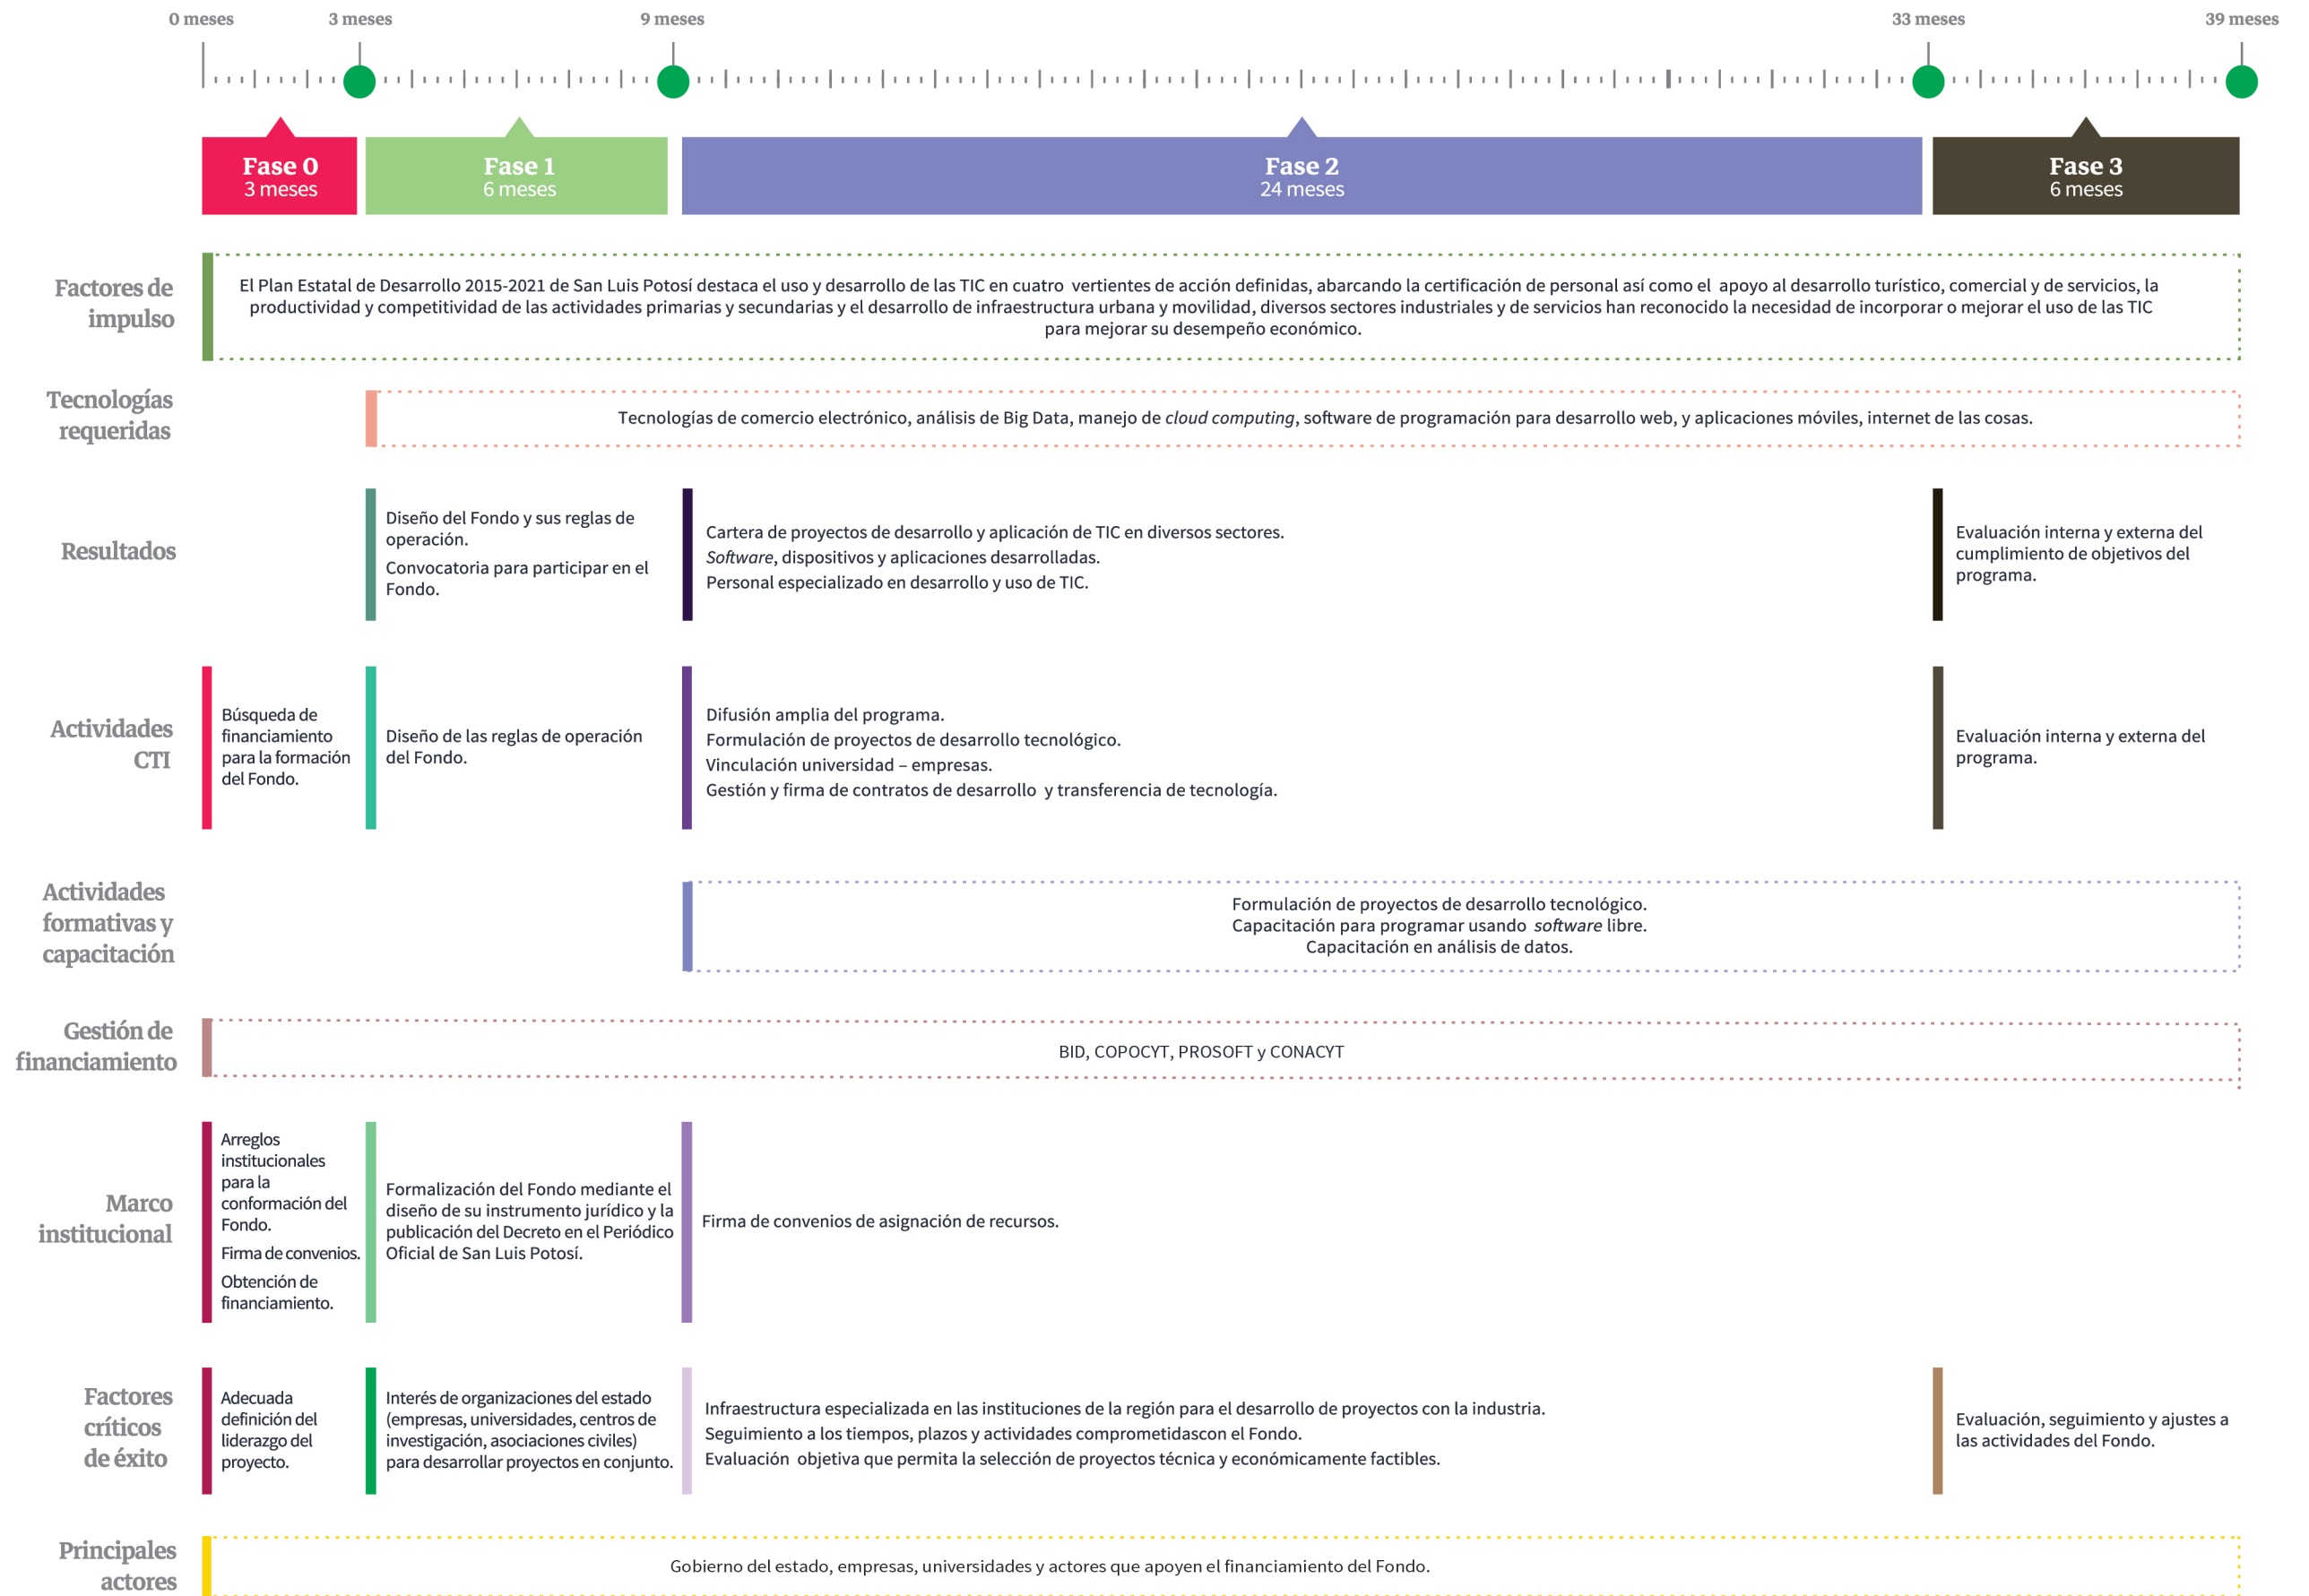 0 meses
3 meses
9 meses
33 meses
39 meses
Fase 0
3 meses
Fase 1
6 meses
Fase 2
24 meses
Fase 3
6 meses
Factores de
impulso
El Plan Estatal de Desarrollo 2015-2021 de San Luis Potosí destaca el uso y desarrollo de las TIC en cuatro vertientes de acción definidas, abarcando la certificación de personal así como el apoyo al desarrollo turístico, comercial y de servicios, la
productividad y competitividad de las actividades primarias y secundarias y el desarrollo de infraestructura urbana y movilidad, diversos sectores industriales y de servicios han reconocido la necesidad de incorporar o mejorar el uso de las TIC
para mejorar su desempeño económico.
Tecnologías
requeridas
Tecnologías de comercio electrónico, análisis de Big Data, manejo de cloud computing, software de programación para desarrollo web, y aplicaciones móviles, internet de las cosas.
Resultados
Diseño del Fondo y sus reglas de
operación.
Convocatoria para participar en el
Fondo.
Cartera de proyectos de desarrollo y aplicación de TIC en diversos sectores.
Software, dispositivos y aplicaciones desarrolladas.
Personal especializado en desarrollo y uso de TIC.
Evaluación interna y externa del
cumplimiento de objetivos del
programa.
Actividades
CTI
Búsqueda de
financiamiento
para la formación
del Fondo.
Diseño de las reglas de operación
del Fondo.
Difusión amplia del programa.
Formulación de proyectos de desarrollo tecnológico.
Vinculación universidad – empresas.
Gestión y firma de contratos de desarrollo y transferencia de tecnología.
Evaluación interna y externa del
programa.
Actividades
formativas y
capacitación
Formulación de proyectos de desarrollo tecnológico.
Capacitación para programar usando software libre.
Capacitación en análisis de datos.
Gestión de
financiamiento
BID, COPOCYT, PROSOFT y CONACYT
Marco
institucional
Arreglos
institucionales
para la
conformación del
Fondo.
Firma de convenios.
Obtención de
financiamiento.
Formalización del Fondo mediante el
diseño de su instrumento jurídico y la
publicación del Decreto en el Periódico
Oficial de San Luis Potosí.
Firma de convenios de asignación de recursos.
Factores
críticos
de éxito
Adecuada
definición del
liderazgo del
proyecto.
Interés de organizaciones del estado
(empresas, universidades, centros de
investigación, asociaciones civiles)
para desarrollar proyectos en conjunto.
Infraestructura especializada en las instituciones de la región para el desarrollo de proyectos con la industria.
Seguimiento a los tiempos, plazos y actividades comprometidascon el Fondo.
Evaluación objetiva que permita la selección de proyectos técnica y económicamente factibles.
Evaluación, seguimiento y ajustes a
las actividades del Fondo.
Principales
actores
Gobierno del estado, empresas, universidades y actores que apoyen el financiamiento del Fondo.